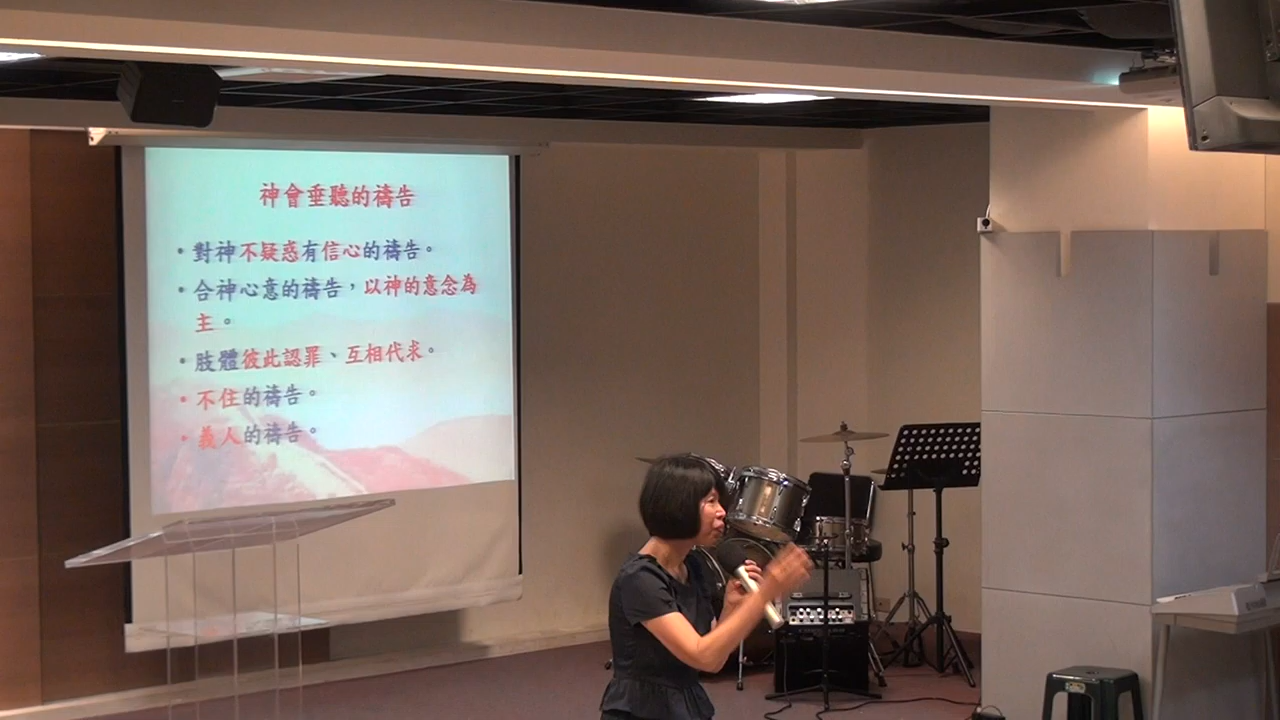 神會垂聽的禱告
• 對神不疑惑有信心的禱告。
• 合神心意的禱告，以神的意念為
主。
• 肢體彼此認罪、互相代求。
• 不住的禱告。
• 義人的禱告。